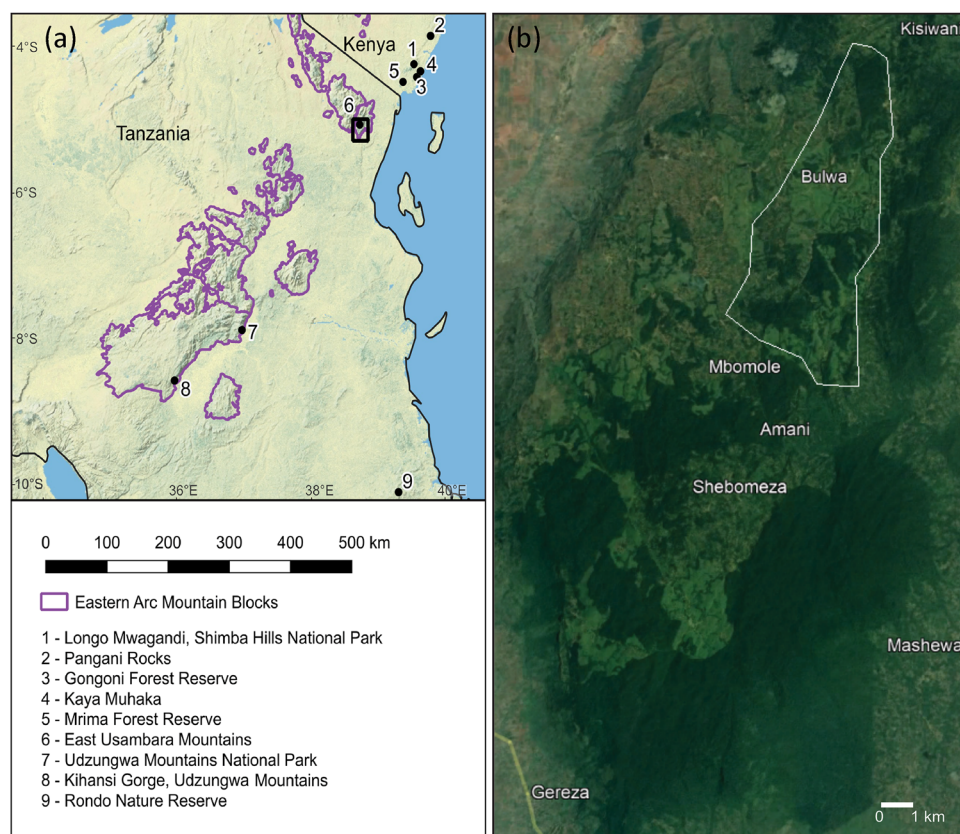 (a)
Kenya
2
1
4
5
3
6
Tanzania
4°S
6°S
8°S
10°S
7
8
9
36°E
38°E
40°E
0 100 200 300 400 500 km
Eastern Arc Mountain Blocks
1 - Longo Mwagandi, Shimba Hills National Park
2 - Pangani Rocks
3 - Gongoni Forest Reserve
4 - Kaya Muhaka
5 - Mrima Forest Reserve
6 - East Usambara Mountains
7 - Udzungwa Mountains National Park
8 - Kihansi Gorge, Udzungwa Mountains
9 - Rondo Nature Reserve
(b)
Kisiwani
Bulwa
Mbomole
Amani
Shebomeza
Mashewa
Gereza
0 1 km